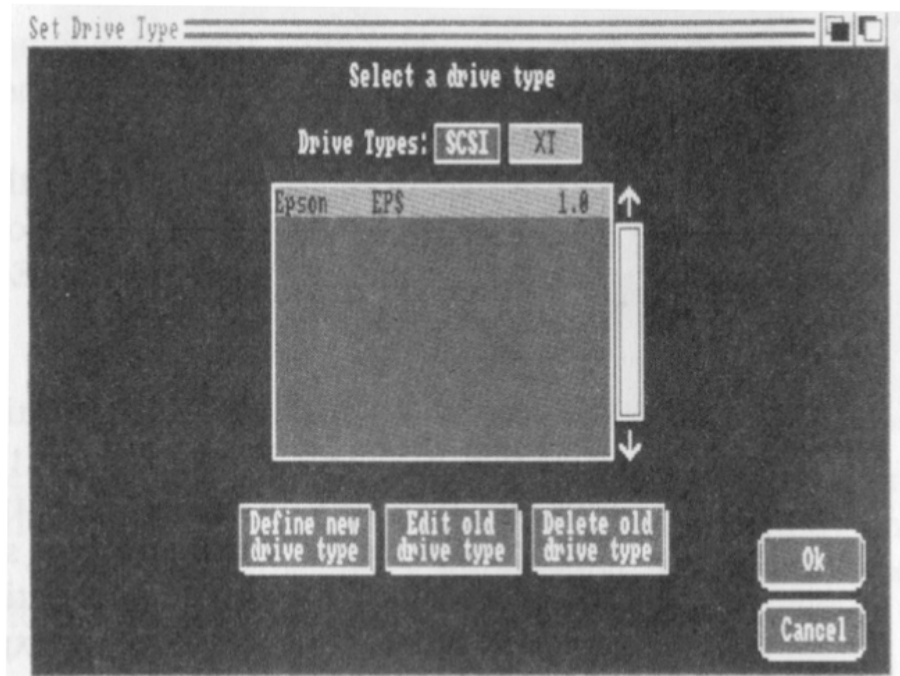 Set Drive Type
Select a drive type
Drive Types: SCSI XT
Epson EPS 1.0
Define new drive type
Edit old drive type
Delete old drive type
Ok
Cancel